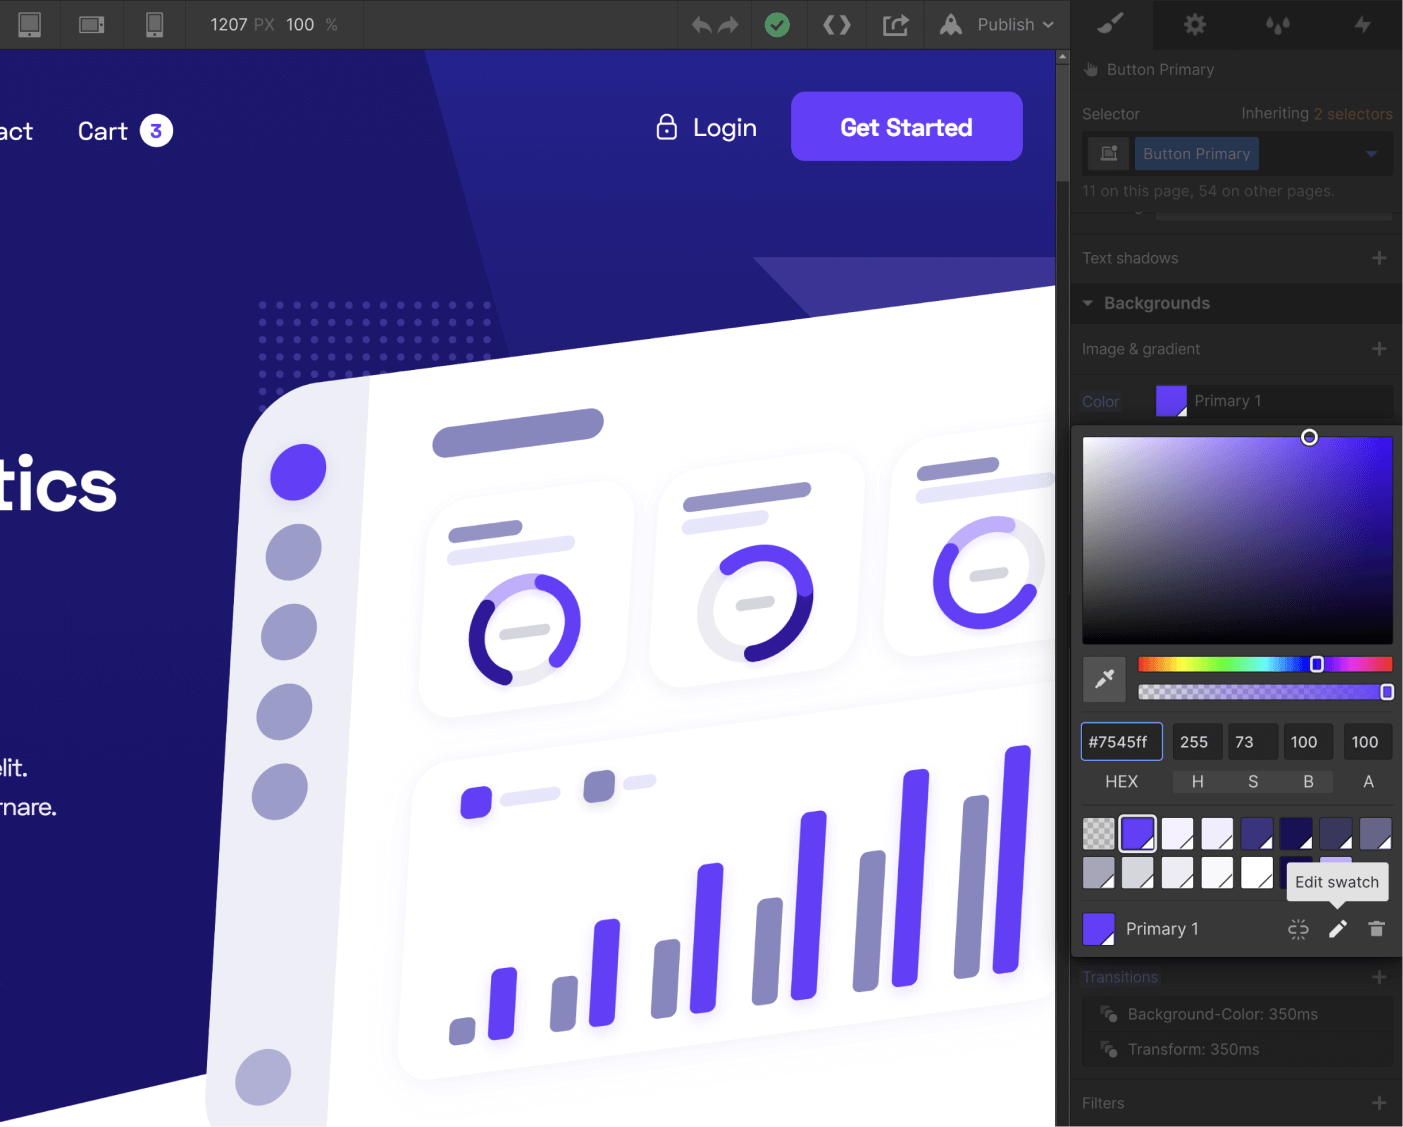 1207 PX 100 %
Publish
Button Primary
Selector
Inheriting 2 selectors
Button Primary
11 on this page, 54 on other pages.
Text shadows
Backgrounds
Image & gradient
Color
Primary 1
#7545ff
255
73
100
100
HEX
H
S
B
A
Edit swatch
Primary 1
Transitions
Background-Color: 350ms
Transform: 350ms
Filters
act
Cart
3
Login
Get Started
tics
elit.
rnare.